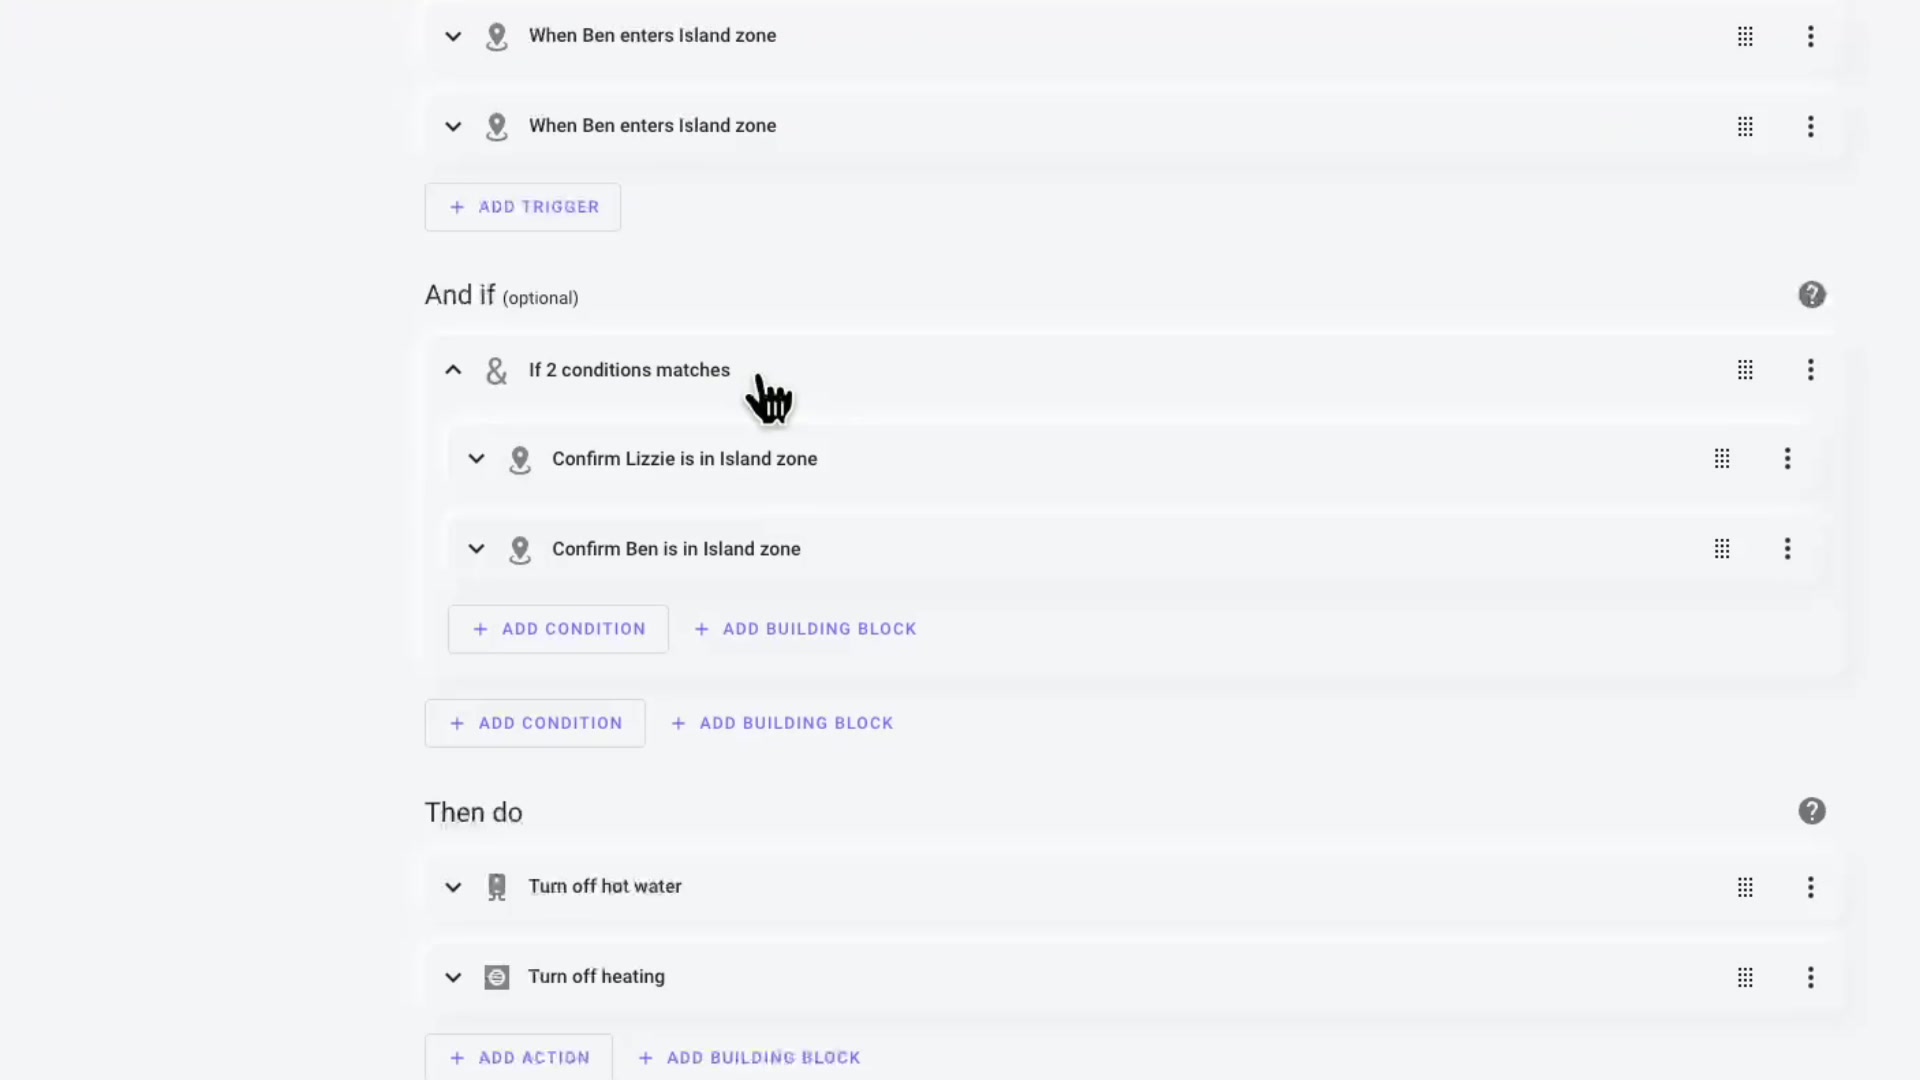 When Ben enters Island zone
When Ben enters Island zone
+ ADD TRIGGER
And if (optional)
& If 2 conditions matches
Confirm Lizzie is in Island zone
Confirm Ben is in Island zone
+ ADD CONDITION + ADD BUILDING BLOCK
+ ADD CONDITION + ADD BUILDING BLOCK
Then do
Turn off hot water
Turn off heating
+ ADD ACTION + ADD BUILDING BLOCK